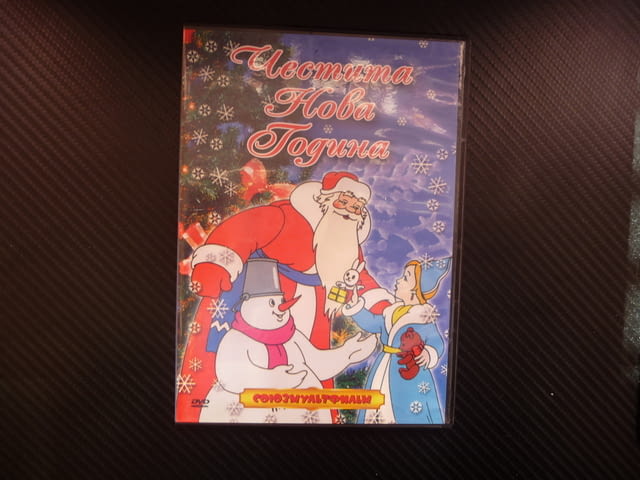 Честита
Нова
Година
DVD
СОЮЗМУЛЬТФИЛЬМ